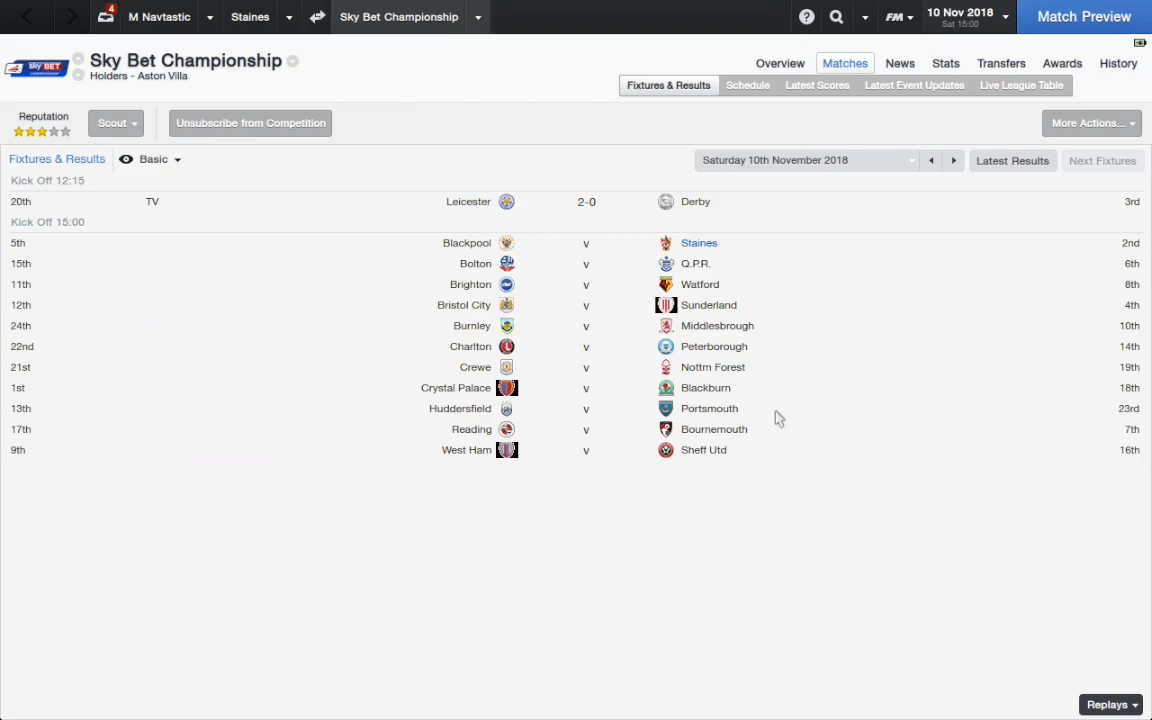 4 M Navtastic Staines Sky Bet Championship ? FM 10 Nov 2018 Sat 15:00 Match Preview
sky BET Sky Bet Championship
Holders - Aston Villa
Overview Matches News Stats Transfers Awards History
Fixtures & Results Schedule Latest Scores Latest Event Updates Live League Table
Reputation Scout Unsubscribe from Competition More Actions...
Fixtures & Results Basic Saturday 10th November 2018 Latest Results Next Fixtures
Kick Off 12:15
20th TV Leicester 2-0 Derby 3rd
Kick Off 15:00
5th Blackpool v Staines 2nd
15th Bolton v Q.P.R. 6th
11th Brighton v Watford 8th
12th Bristol City v Sunderland 4th
24th Burnley v Middlesbrough 10th
22nd Charlton v Peterborough 14th
21st Crewe v Nottm Forest 19th
1st Crystal Palace v Blackburn 18th
13th Huddersfield v Portsmouth 23rd
17th Reading v Bournemouth 7th
9th West Ham v Sheff Utd 16th
Replays